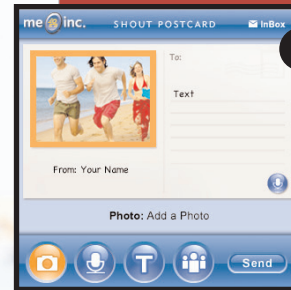 me inc. SHOUT POSTCARD InBox
To:
Text
From: Your Name
Photo: Add a Photo
T Send